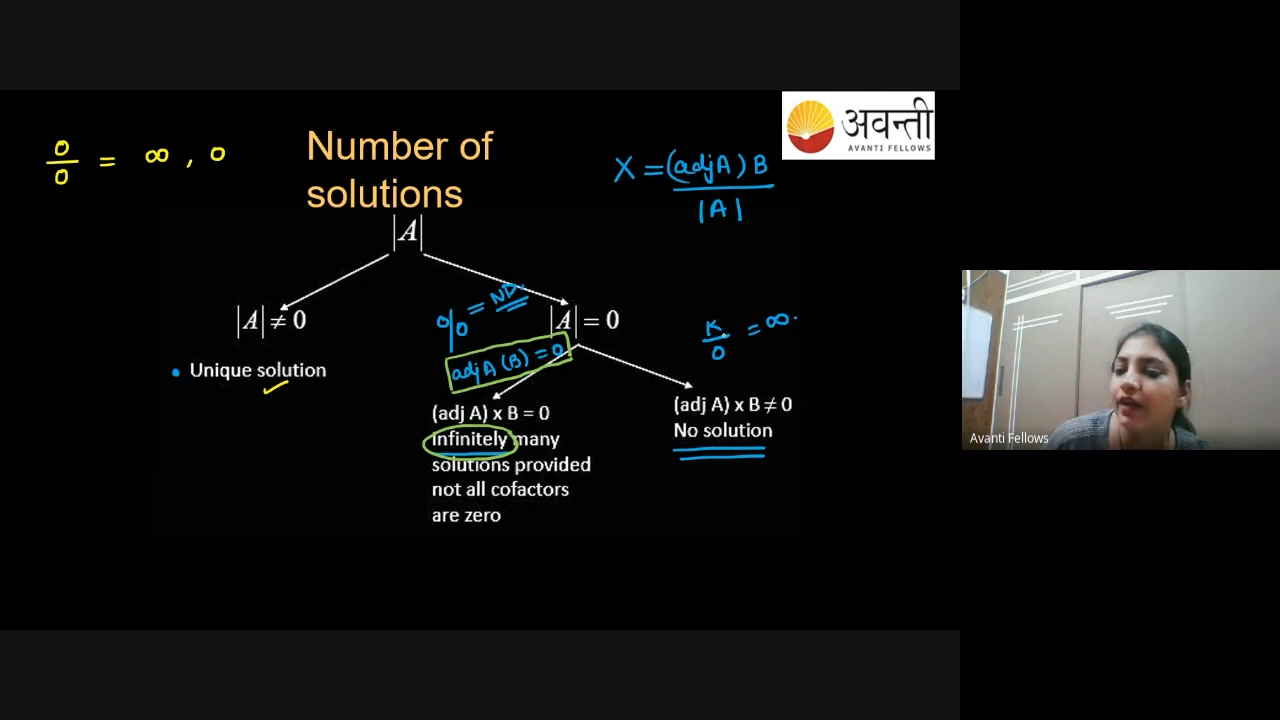 0/0 = ∞ , 0
Number of
solutions
अवन्ती
AVANTI FELLOWS
X = (adjA) B / |A|
|A|
|A| ≠ 0
0/0 = ND.
|A| = 0
K/0 = ∞.
• Unique solution
adjA (B) = 0
(adj A) x B = 0
Infinitely many
solutions provided
not all cofactors
are zero
(adj A) x B ≠ 0
No solution
Avanti Fellows